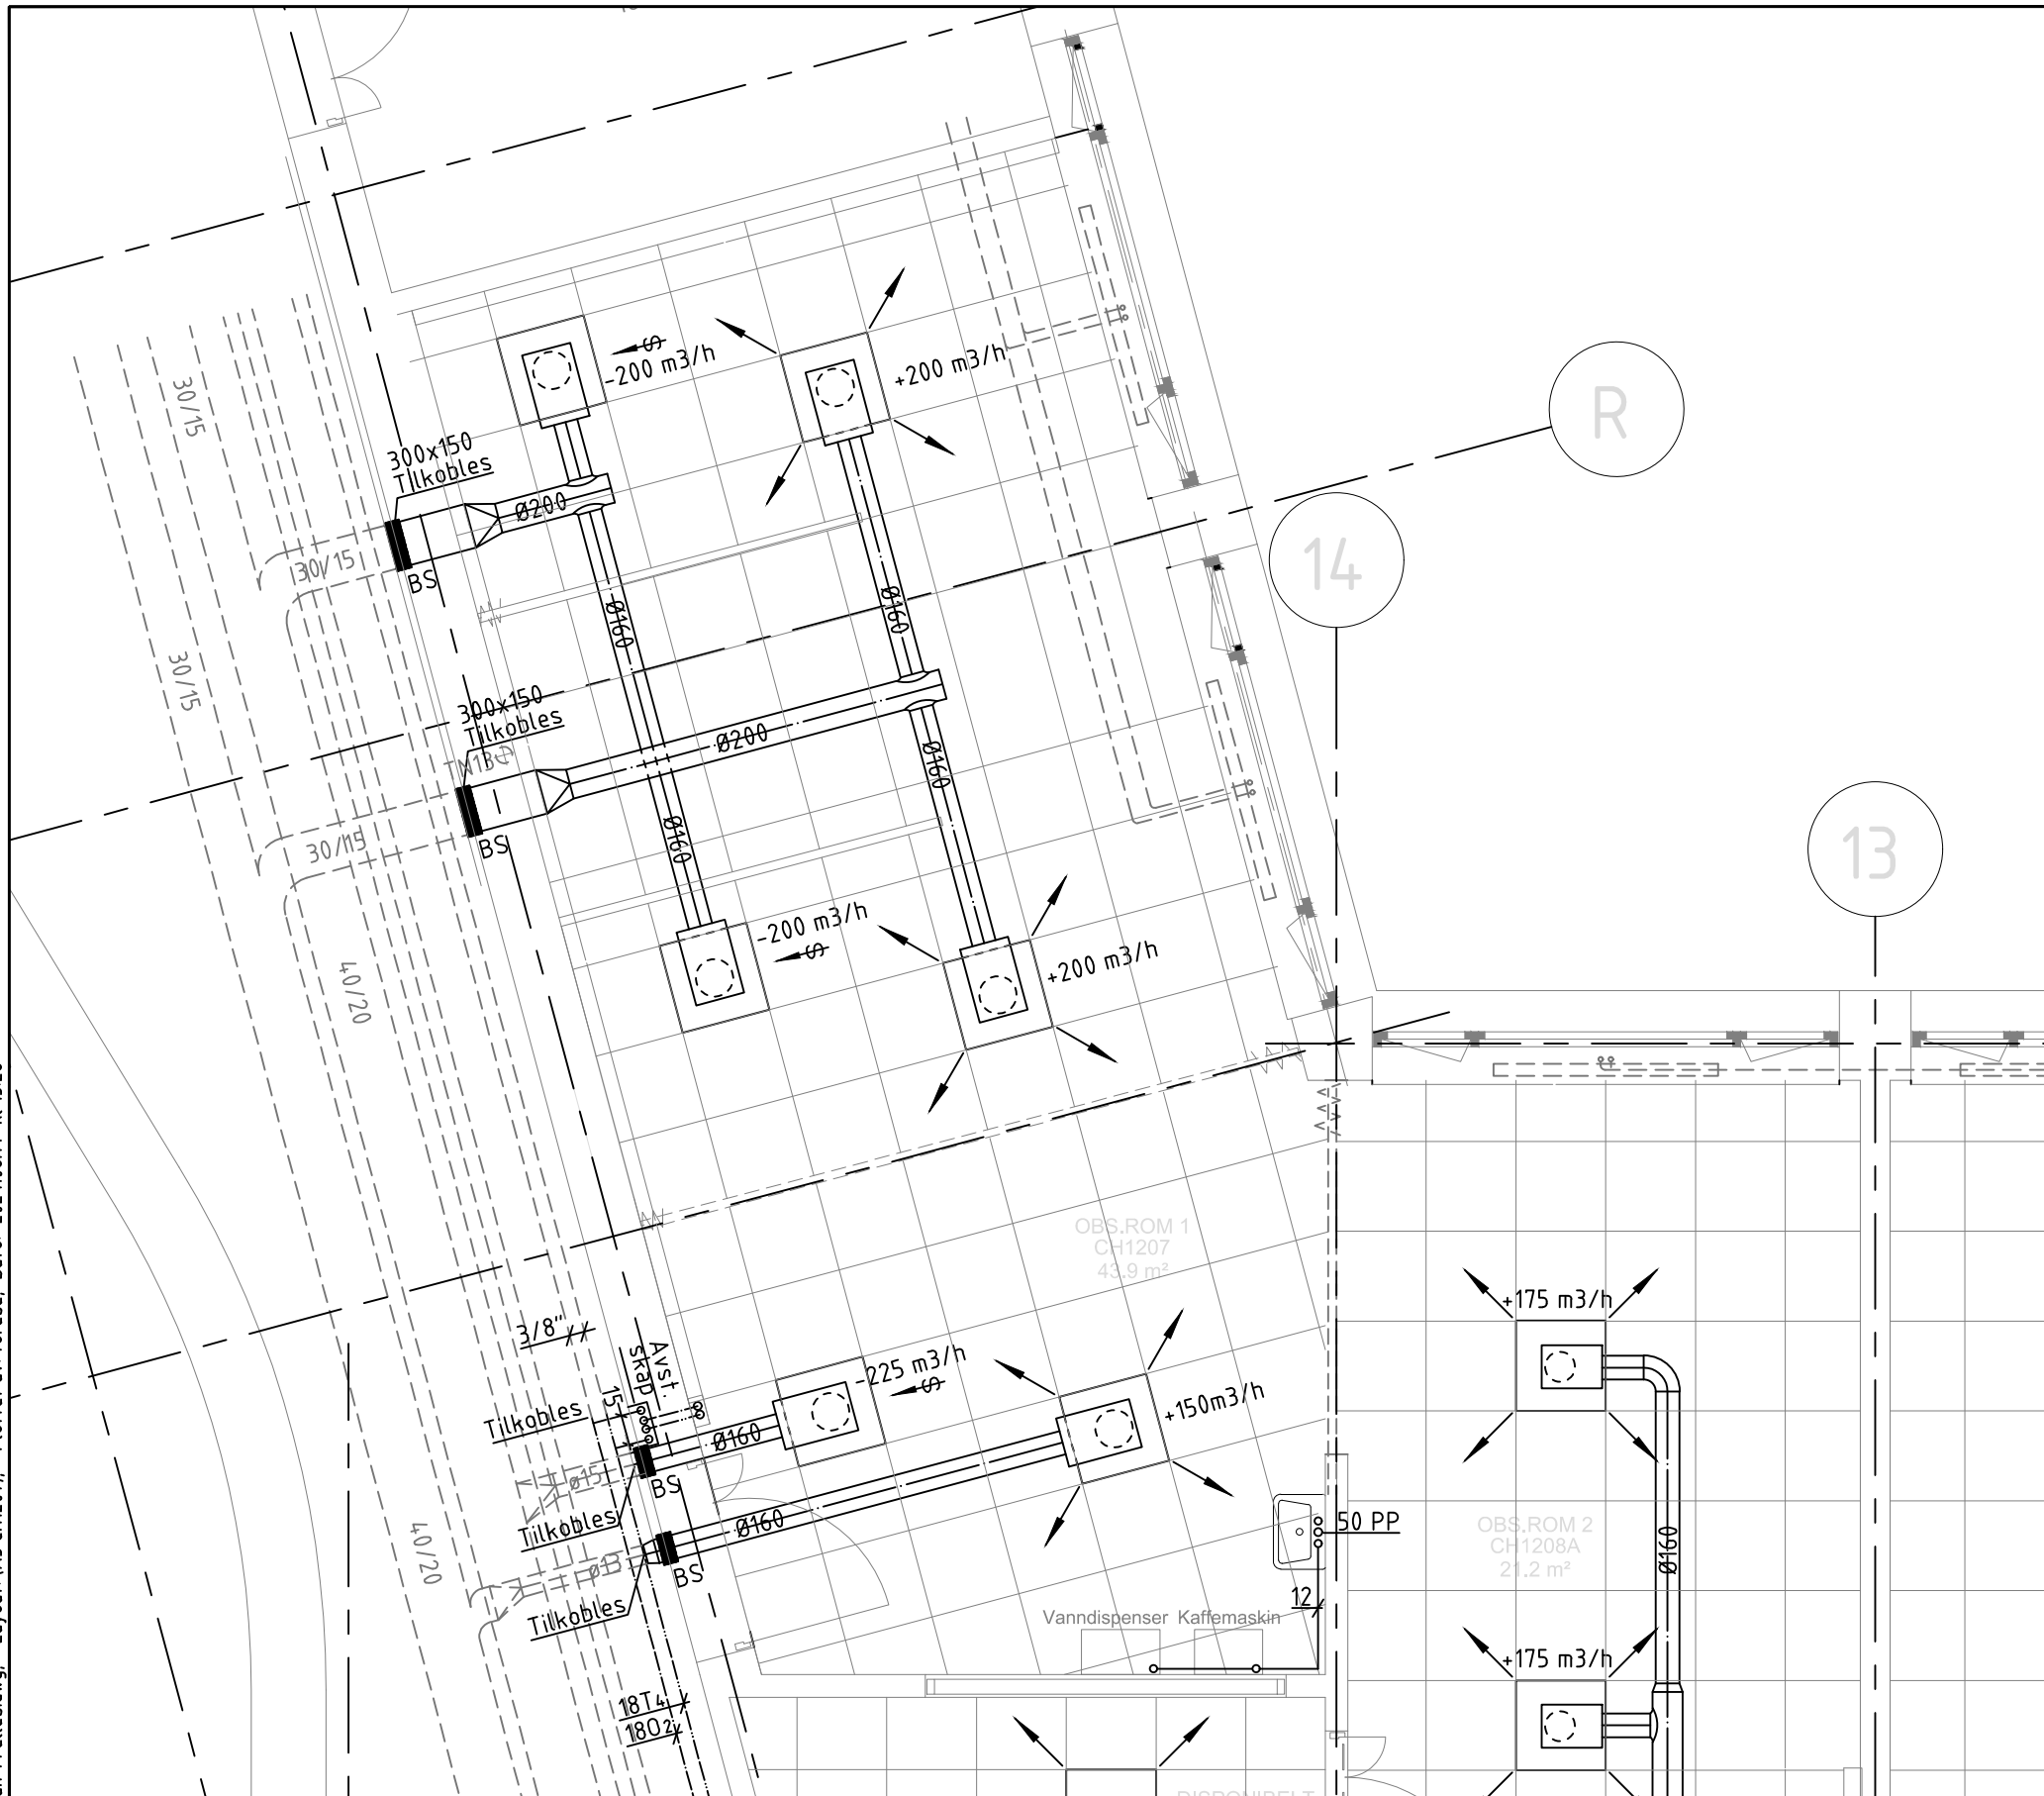 -200 m3/h
S
+200 m3/h
R
30/15
300x150
Tilkobles
Ø200
30/15
BS
14
Ø160
Ø160
30/15
300x150
Tilkobles
TM13
Ø200
Ø160
30/15
BS
Ø160
13
-200 m3/h
S
+200 m3/h
40/20
OBS.ROM 1
CH1207
43.9 m²
3/8"
Avst.
skap
-225 m3/h
S
+150m3/h
+175 m3/h
15
Tilkobles
Ø160
ø15
BS
Tilkobles
Ø160
50 PP
OBS.ROM 2
CH1208A
21.2 m²
40/20
Ø160
ø13
BS
Tilkobles
12
Vanndispenser Kaffemaskin
+175 m3/h
18T4
18O2